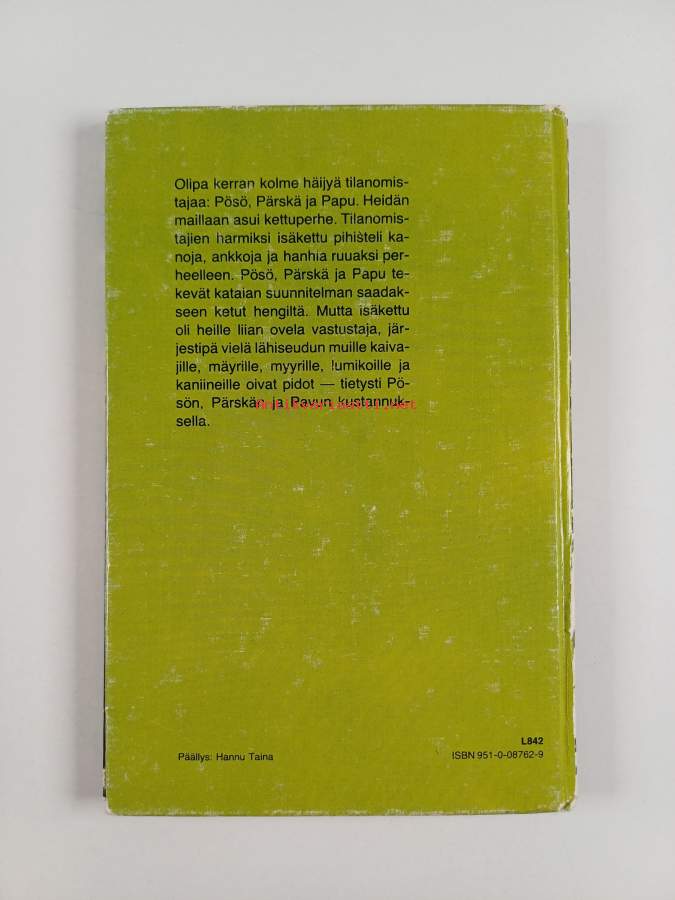 Olipa kerran kolme häijyä tilanomis-
tajaa: Pösö, Pärskä ja Papu. Heidän
maillaan asui kettuperhe. Tilanomis-
tajien harmiksi isäkettu pihisteli ka-
noja, ankkoja ja hanhia ruuaksi per-
heelleen. Pösö, Pärskä ja Papu te-
kevät katalan suunnitelman saadak-
seen ketut hengiltä. Mutta isäkettu
oli heille liian ovela vastustaja, jär-
jestipä vielä lähiseudun muille kaiva-
jille, mäyrille, myyrille, lumikoille ja
kaniineille oivat pidot — tietysti Pö-
sön, Pärskän ja Pavun kustannuk-
sella.
Antikvariaatti.net
L842
Päällys: Hannu Taina
ISBN 951-0-08762-9